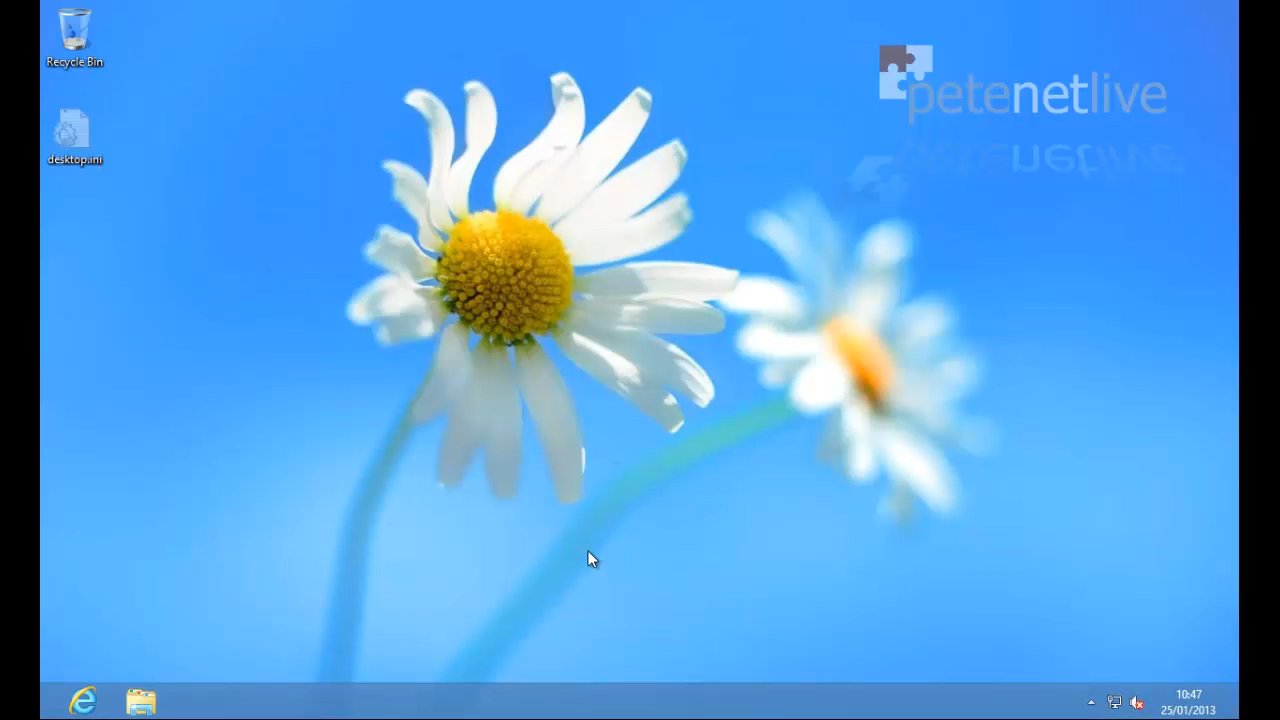 Recycle Bin
petenetlive
desktop.ini
10:47
25/01/2013